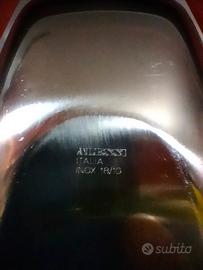 ALESSI
ITALIA
INOX 18/10
subito